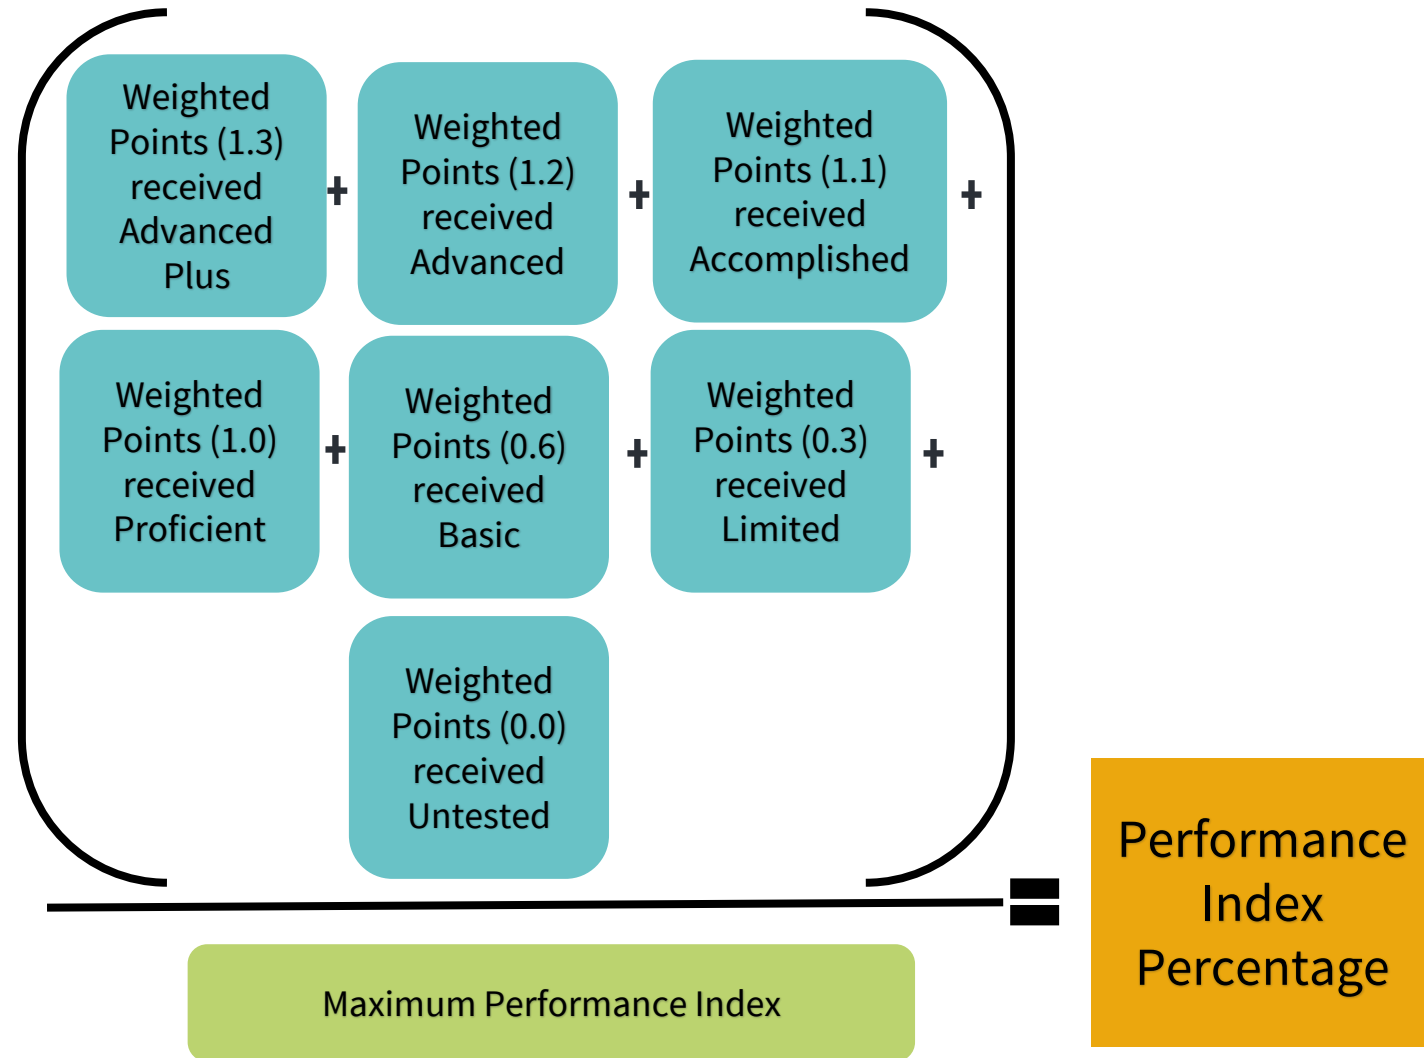 Weighted
Points (1.3)
received
Advanced
Plus
+
Weighted
Points (1.2)
received
Advanced
+
Weighted
Points (1.1)
received
Accomplished
+
Weighted
Points (1.0)
received
Proficient
+
Weighted
Points (0.6)
received
Basic
+
Weighted
Points (0.3)
received
Limited
+
Weighted
Points (0.0)
received
Untested
Maximum Performance Index
=
Performance
Index
Percentage